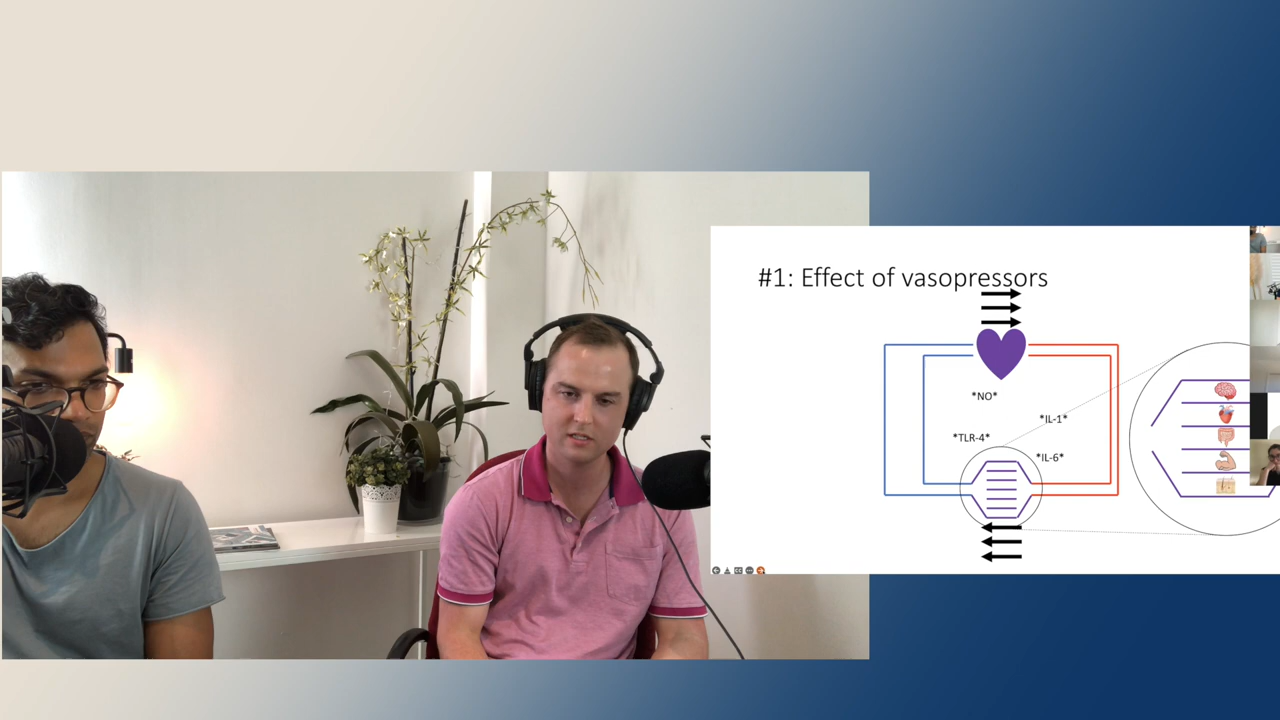 #1: Effect of vasopressors
*NO*
*IL-1*
*TLR-4*
*IL-6*